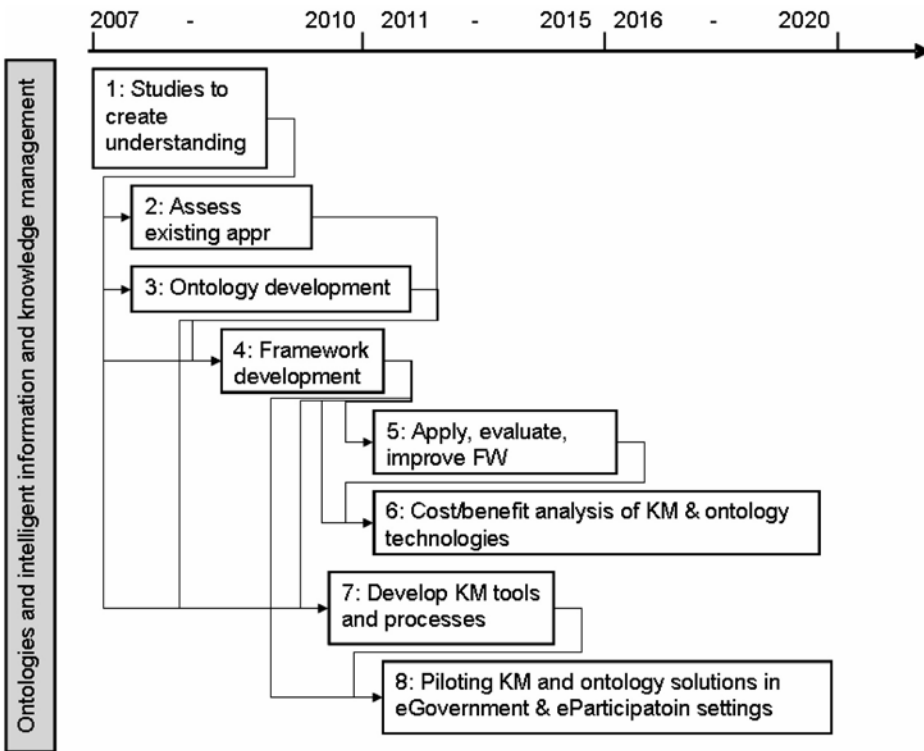 2007 - 2010 2011 - 2015 2016 - 2020
Ontologies and intelligent information and knowledge management
1: Studies to
create
understanding
2: Assess
existing appr
3: Ontology development
4: Framework
development
5: Apply, evaluate,
improve FW
6: Cost/benefit analysis of KM & ontology
technologies
7: Develop KM tools
and processes
8: Piloting KM and ontology solutions in
eGovernment & eParticipatoin settings